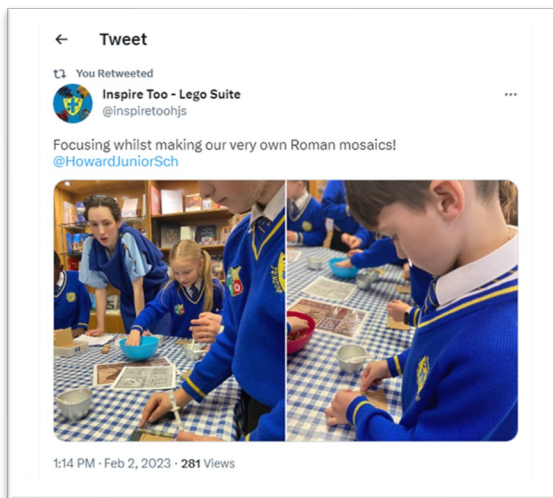 Tweet
You Retweeted
Inspire Too - Lego Suite
@inspiretoohjs
Focusing whilst making our very own Roman mosaics!
@HowardJuniorSch
1:14 PM · Feb 2, 2023 · 281 Views